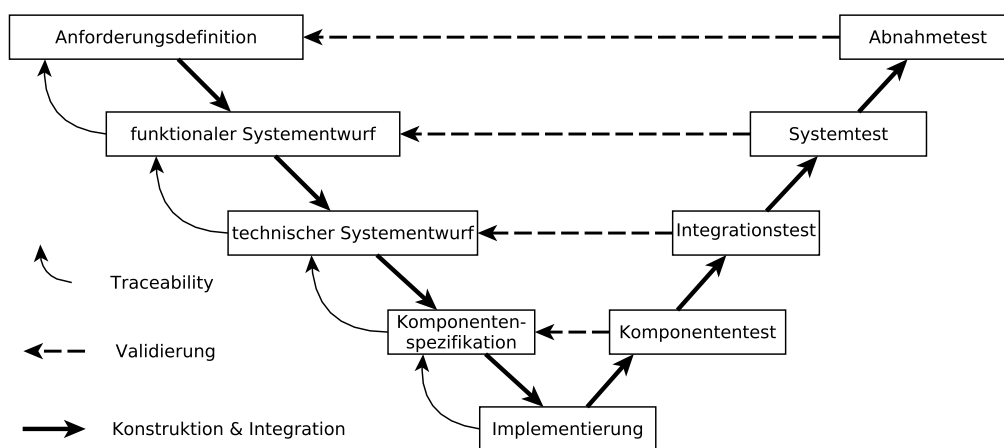 Anforderungsdefinition
Abnahmetest
funktionaler Systementwurf
Systemtest
technischer Systementwurf
Integrationstest
Traceability
Komponenten-
spezifikation
Komponententest
Validierung
Implementierung
Konstruktion & Integration